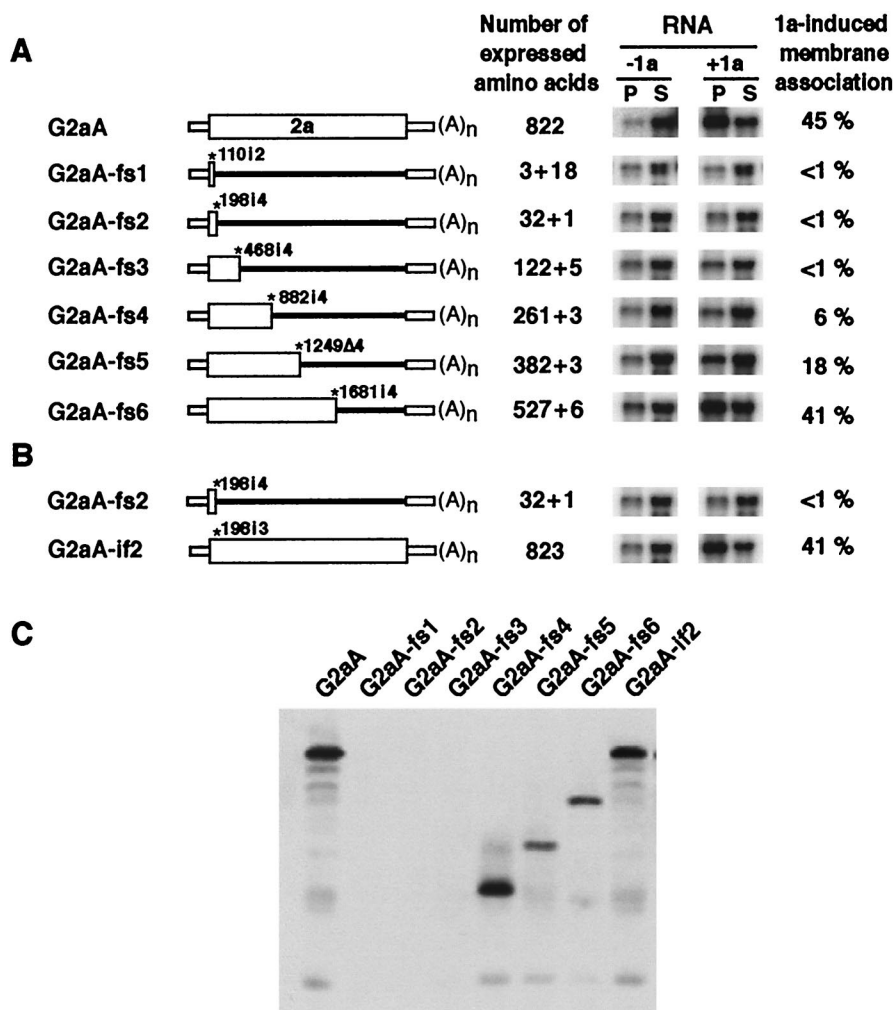 A
Number of expressed amino acids
RNA
-1a +1a
P S P S
1a-induced membrane association
G2aA 2a (A)n 822 45 %
G2aA-fs1 *110i2 (A)n 3+18 <1 %
G2aA-fs2 *198i4 (A)n 32+1 <1 %
G2aA-fs3 *468i4 (A)n 122+5 <1 %
G2aA-fs4 *882i4 (A)n 261+3 6 %
G2aA-fs5 *1249Δ4 (A)n 382+3 18 %
G2aA-fs6 *1681i4 (A)n 527+6 41 %
B
G2aA-fs2 *198i4 (A)n 32+1 <1 %
G2aA-if2 *198i3 (A)n 823 41 %
C
G2aA G2aA-fs1 G2aA-fs2 G2aA-fs3 G2aA-fs4 G2aA-fs5 G2aA-fs6 G2aA-if2